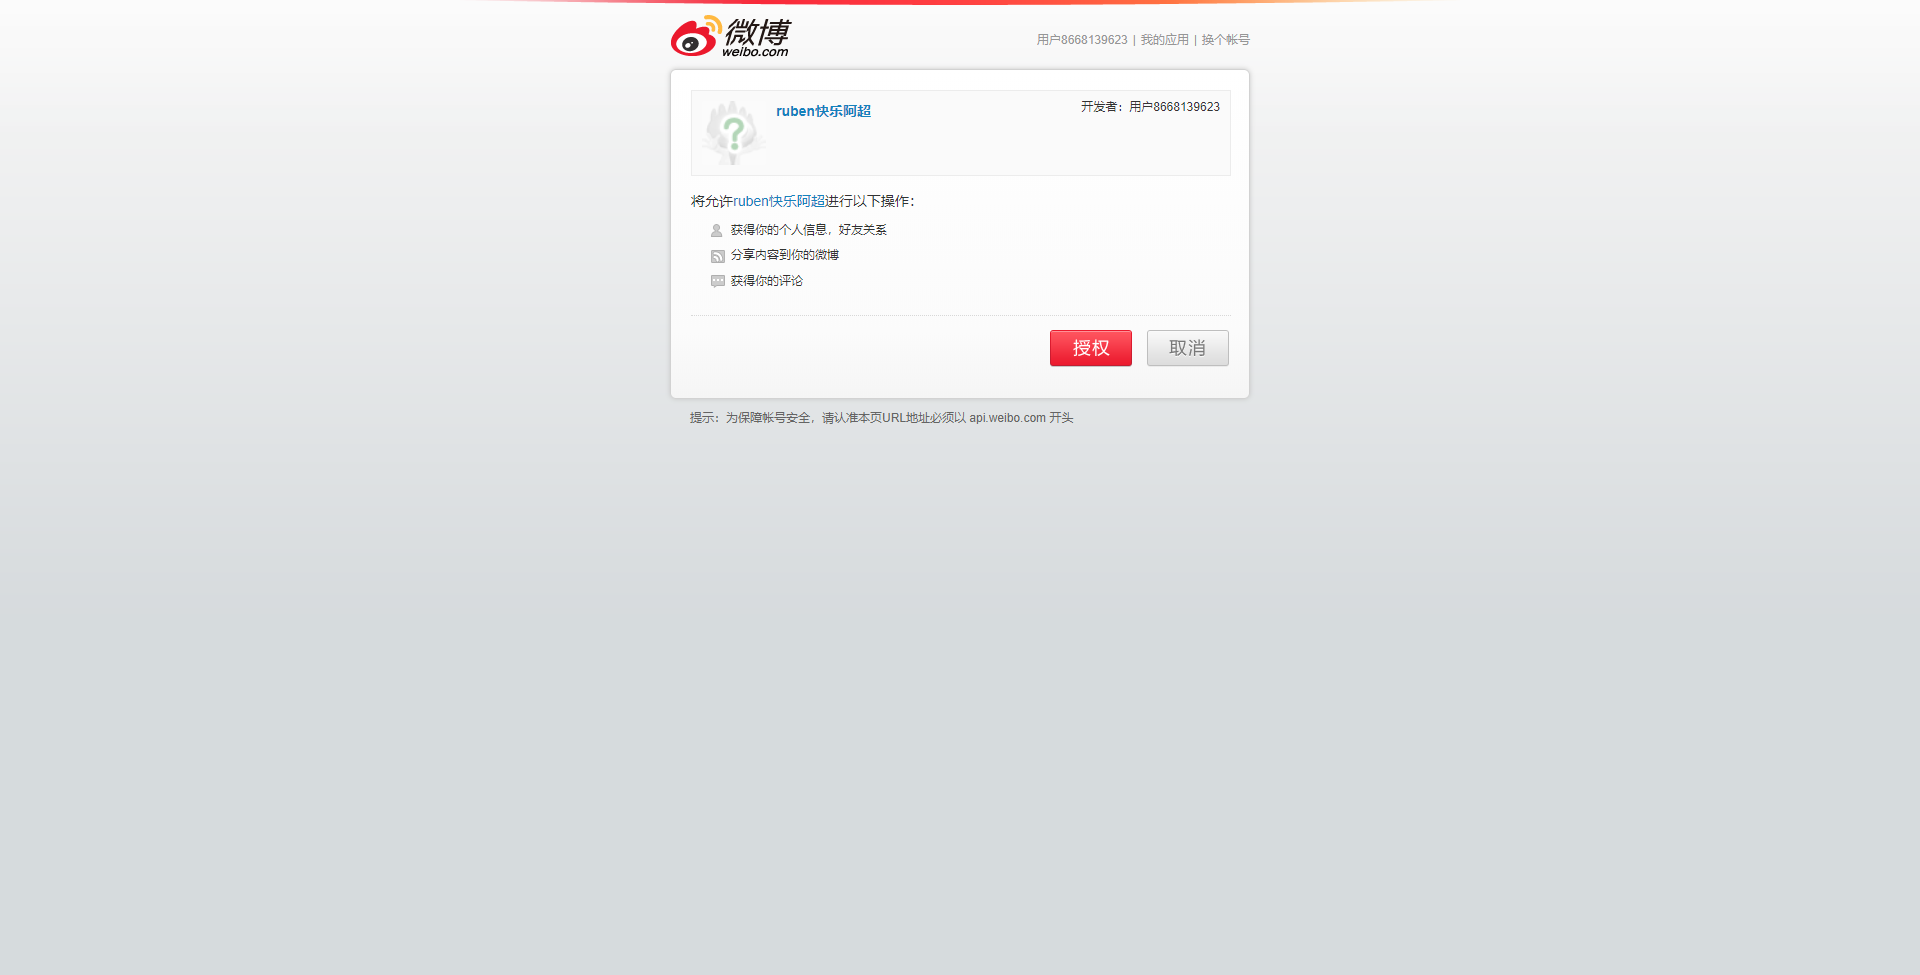 微博
weibo.com
用户8668139623 | 我的应用 | 换个帐号
ruben快乐阿超
开发者：用户8668139623
将允许ruben快乐阿超进行以下操作：
获得你的个人信息，好友关系
分享内容到你的微博
获得你的评论
授权
取消
提示：为保障帐号安全，请认准本页URL地址必须以 api.weibo.com 开头